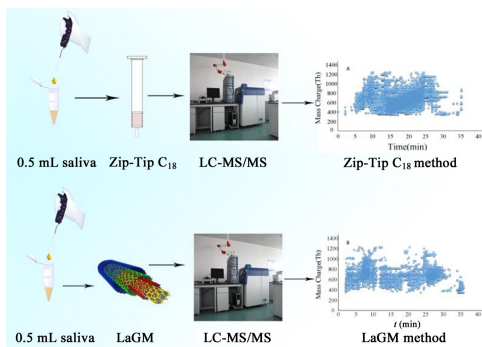 A
Mass Charge(Th)
1400
1200
1000
800
600
400
200
0
0 5 10 15 20 25 30 35 40
Time(min)
0.5 mL saliva Zip-Tip C18 LC-MS/MS Zip-Tip C18 method
B
Mass Charge(Th)
1400
1200
1000
800
600
400
200
0
0 5 10 15 20 25 30 35 40
t (min)
0.5 mL saliva LaGM LC-MS/MS LaGM method